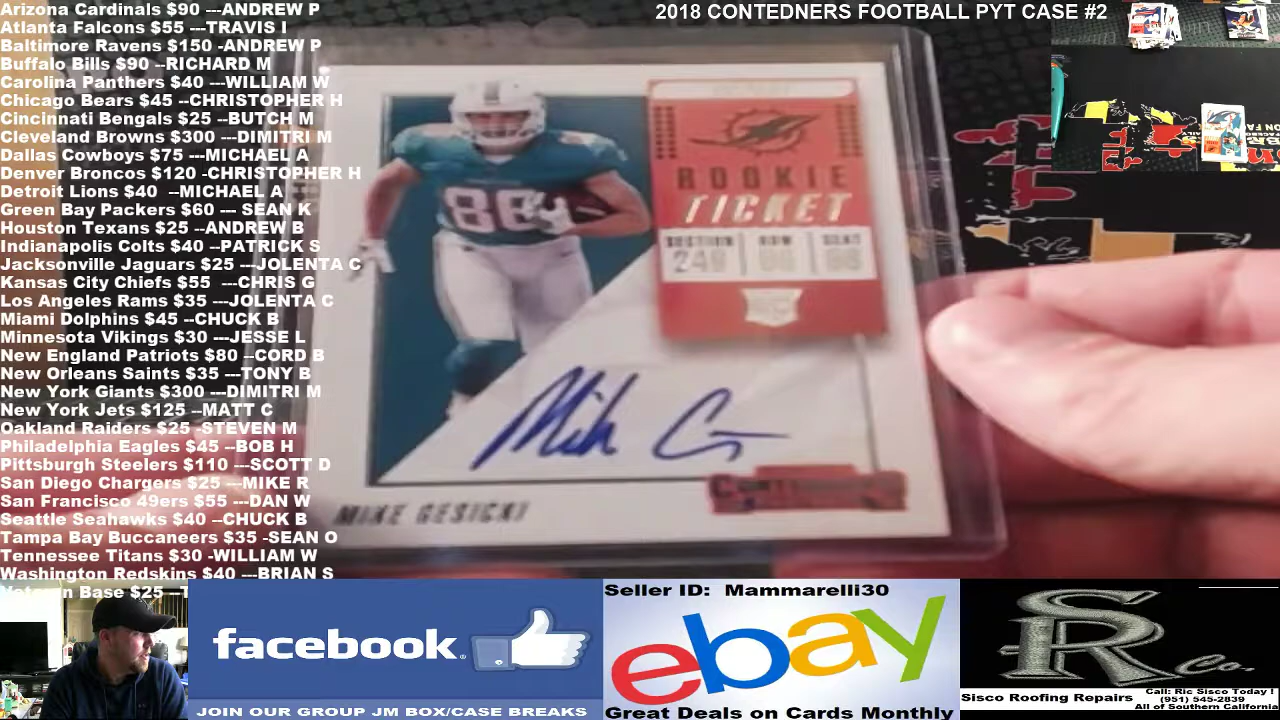 2018 CONTEDNERS FOOTBALL PYT CASE #2
Arizona Cardinals $90 ---ANDREW P
Atlanta Falcons $55 ---TRAVIS I
Baltimore Ravens $150 -ANDREW P
Buffalo Bills $90 --RICHARD M
Carolina Panthers $40 ---WILLIAM W
Chicago Bears $45 --CHRISTOPHER H
Cincinnati Bengals $25 --BUTCH M
Cleveland Browns $300 ---DIMITRI M
Dallas Cowboys $75 ---MICHAEL A
Denver Broncos $120 -CHRISTOPHER H
Detroit Lions $40 --MICHAEL A
Green Bay Packers $60 --- SEAN K
Houston Texans $25 --ANDREW B
Indianapolis Colts $40 --PATRICK S
Jacksonville Jaguars $25 ---JOLENTA C
Kansas City Chiefs $55 ---CHRIS G
Los Angeles Rams $35 ---JOLENTA C
Miami Dolphins $45 --CHUCK B
Minnesota Vikings $30 ---JESSE L
New England Patriots $80 --CORD B
New Orleans Saints $35 ---TONY B
New York Giants $300 ---DIMITRI M
New York Jets $125 --MATT C
Oakland Raiders $25 -STEVEN M
Philadelphia Eagles $45 --BOB H
Pittsburgh Steelers $110 ---SCOTT D
San Diego Chargers $25 ---MIKE R
San Francisco 49ers $55 ---DAN W
Seattle Seahawks $40 --CHUCK B
Tampa Bay Buccaneers $35 -SEAN O
Tennessee Titans $30 -WILLIAM W
Washington Redskins $40 ---BRIAN S
Base $25 --T
ROOKIE
TICKET
SECTION ROW SEAT
88
Mik G
CONTENDERS
MIKE GESICKI
facebook
JOIN OUR GROUP JM BOX/CASE BREAKS
Seller ID: Mammarelli30
ebay
Great Deals on Cards Monthly
SR Co.
Sisco Roofing Repairs
Call: Ric Sisco Today !
(951) 545-2839
All of Southern California